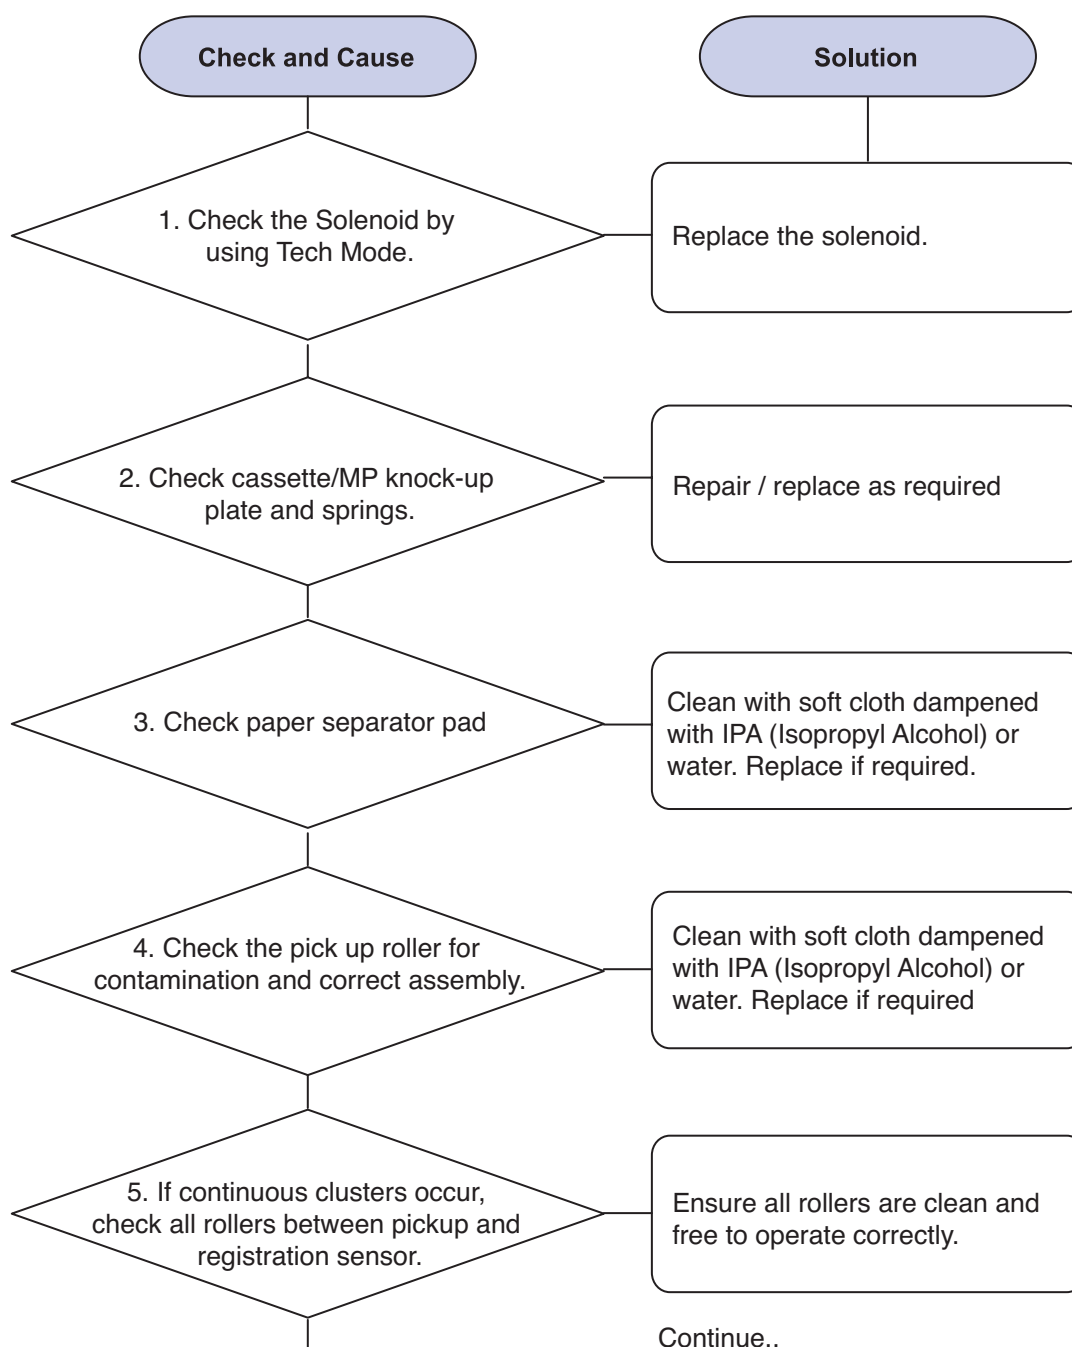 Check and Cause
Solution
1. Check the Solenoid by
using Tech Mode.
Replace the solenoid.
2. Check cassette/MP knock-up
plate and springs.
Repair / replace as required
3. Check paper separator pad
Clean with soft cloth dampened
with IPA (Isopropyl Alcohol) or
water. Replace if required.
4. Check the pick up roller for
contamination and correct assembly.
Clean with soft cloth dampened
with IPA (Isopropyl Alcohol) or
water. Replace if required
5. If continuous clusters occur,
check all rollers between pickup and
registration sensor.
Ensure all rollers are clean and
free to operate correctly.
Continue..